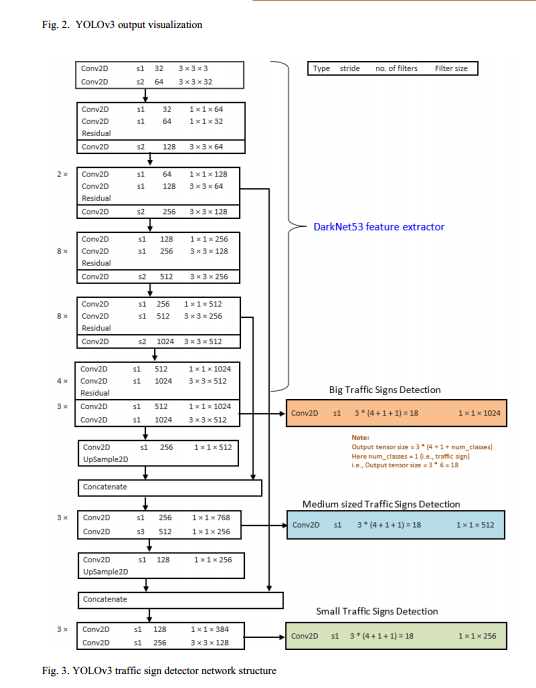 Fig. 2. YOLOv3 output visualization
Type stride no. of filters Filter size
Conv2D s1 32 3 × 3 × 3
Conv2D s2 64 3 × 3 × 32
Conv2D s1 32 1 × 1 × 64
Conv2D s1 64 1 × 1 × 32
Residual
Conv2D s2 128 3 × 3 × 64
2 × Conv2D s1 64 1 × 1 × 128
Conv2D s1 128 3 × 3 × 64
Residual
Conv2D s2 256 3 × 3 × 128
DarkNet53 feature extractor
Conv2D s1 128 1 × 1 × 256
8 × Conv2D s1 256 3 × 3 × 128
Residual
Conv2D s2 512 3 × 3 × 256
Conv2D s1 256 1 × 1 × 512
8 × Conv2D s1 512 3 × 3 × 256
Residual
Conv2D s2 1024 3 × 3 × 512
Conv2D s1 512 1 × 1 × 1024
4 × Conv2D s1 1024 3 × 3 × 512
Residual
3 × Conv2D s1 512 1 × 1 × 1024
Conv2D s1 1024 3 × 3 × 512
Big Traffic Signs Detection
Conv2D s1 3 * (4 + 1 + 1) = 18 1 × 1 × 1024
Note:
Output tensor size = 3 * (4 + 1 + num_classes)
Here num_classes = 1 (i.e., traffic sign)
i.e., Output tensor size = 3 * 6 = 18
Conv2D s1 256 1 × 1 × 512
UpSample2D
Concatenate
Medium sized Traffic Signs Detection
3 × Conv2D s1 256 1 × 1 × 768
Conv2D s3 512 1 × 1 × 256
Conv2D s1 3 * (4 + 1 + 1) = 18 1 × 1 × 512
Conv2D s1 128 1 × 1 × 256
UpSample2D
Concatenate
Small Traffic Signs Detection
3 × Conv2D s1 128 1 × 1 × 384
Conv2D s1 256 3 × 3 × 128
Conv2D s1 3 * (4 + 1 + 1) = 18 1 × 1 × 256
Fig. 3. YOLOv3 traffic sign detector network structure